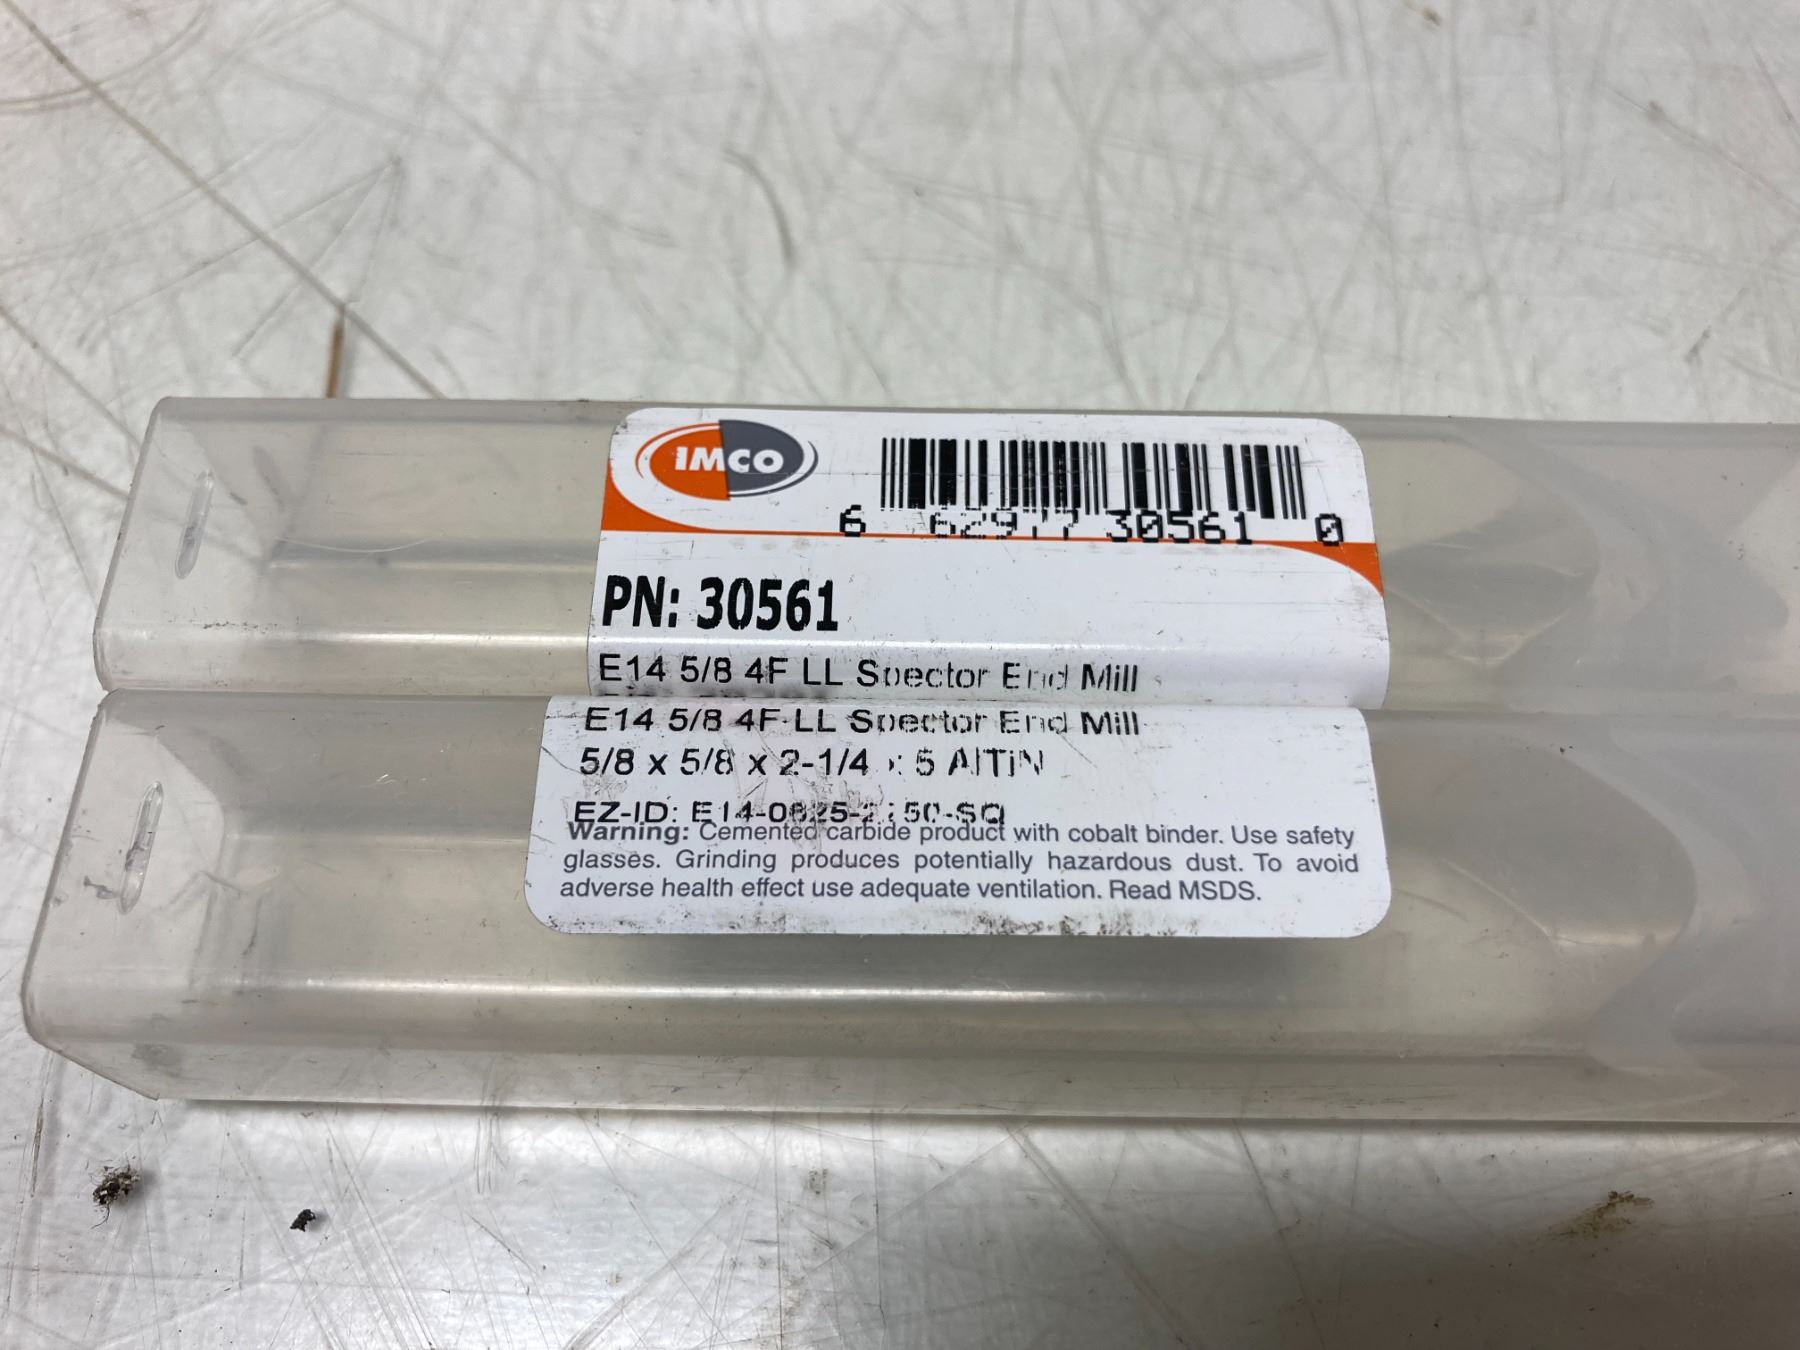 IMCO
6 62977 30561 0
PN: 30561
E14 5/8 4F LL Spector End Mill
E14 5/8 4F LL Spector End Mill
5/8 x 5/8 x 2-1/4 x 5 AlTiN
EZ-ID: 
Warning: Cemented carbide product with cobalt binder. Use safety
glasses. Grinding produces potentially hazardous dust. To avoid
adverse health effect use adequate ventilation. Read MSDS.